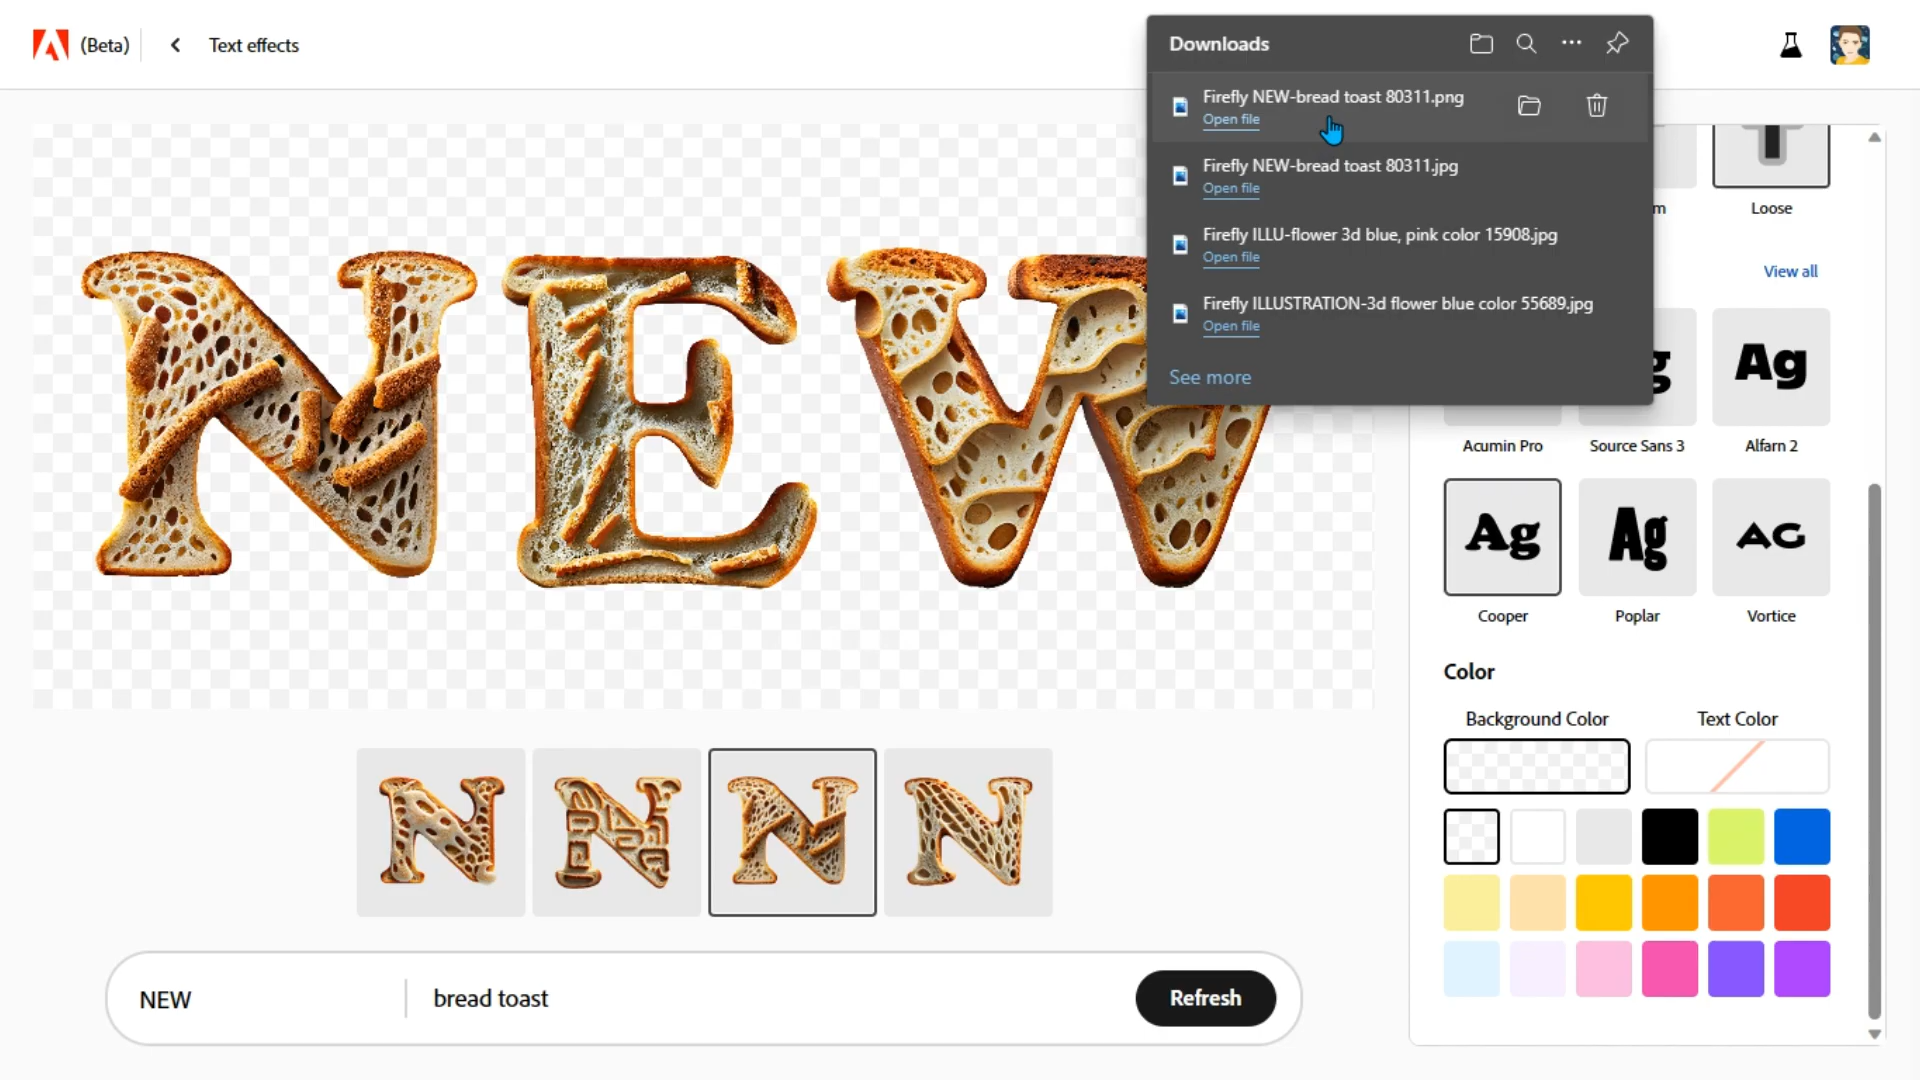 (Beta)
Text effects
Downloads
Firefly NEW-bread toast 80311.png
Open file
Firefly NEW-bread toast 80311.jpg
Open file
Firefly ILLU-flower 3d blue, pink color 15908.jpg
Open file
Firefly ILLUSTRATION-3d flower blue color 55689.jpg
Open file
See more
NEW
m
Loose
View all
g
Ag
Acumin Pro
Source Sans 3
Alfarn 2
Ag
Ag
AG
Cooper
Poplar
Vortice
Color
Background Color
Text Color
N
N
N
N
NEW
bread toast
Refresh